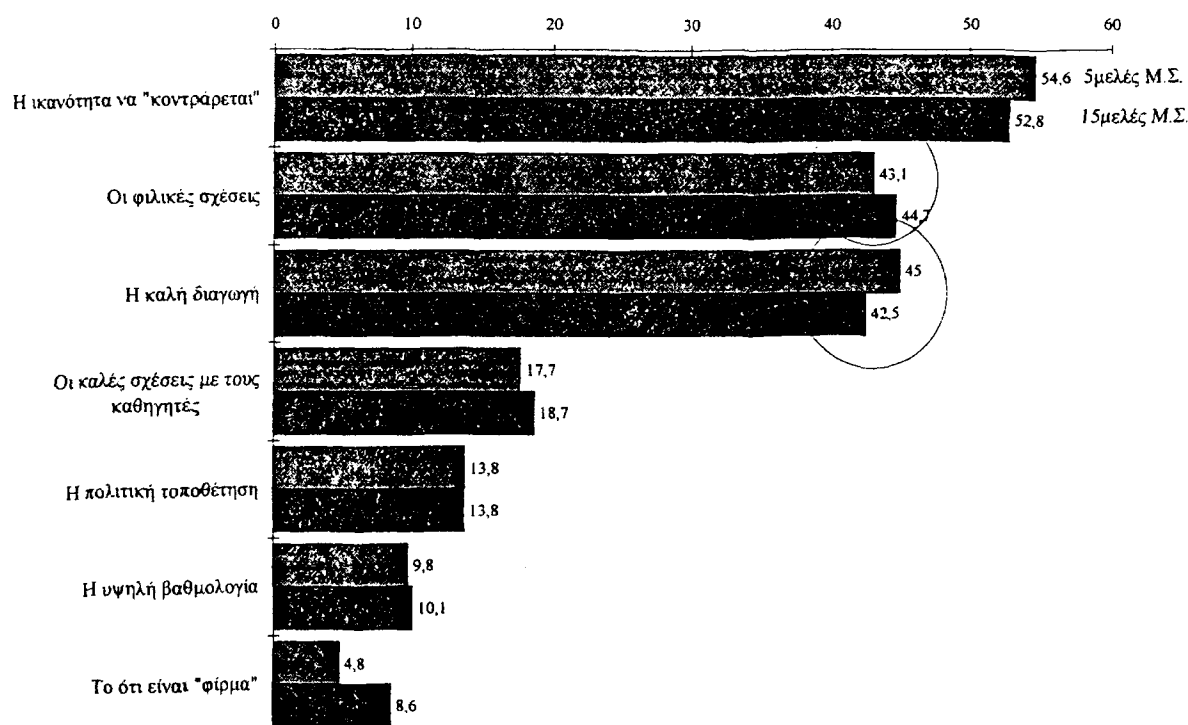 0 10 20 30 40 50 60
Η ικανότητα να "κοντράρεται"
54,6 5μελές Μ.Σ.
52,8 15μελές Μ.Σ.
Οι φιλικές σχέσεις
43,1
44,7
Η καλή διαγωγή
45
42,5
Οι καλές σχέσεις με τους
καθηγητές
17,7
18,7
Η πολιτική τοποθέτηση
13,8
13,8
Η υψηλή βαθμολογία
9,8
10,1
Το ότι είναι "φίρμα"
4,8
8,6